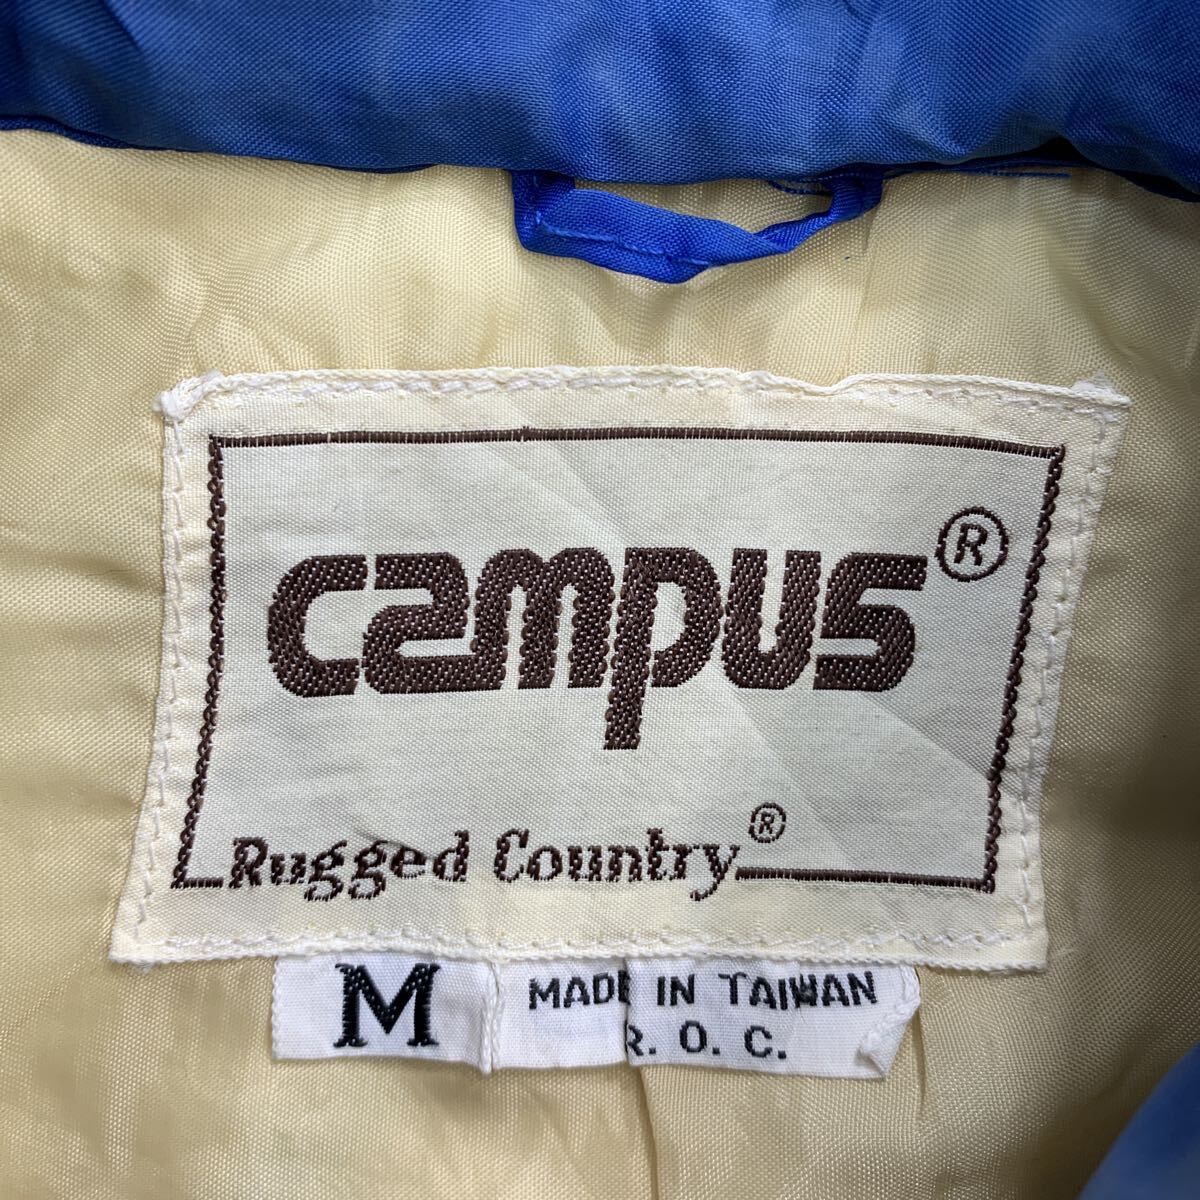 campus®
Rugged Country®
M
MADE IN TAIWAN
R. O. C.